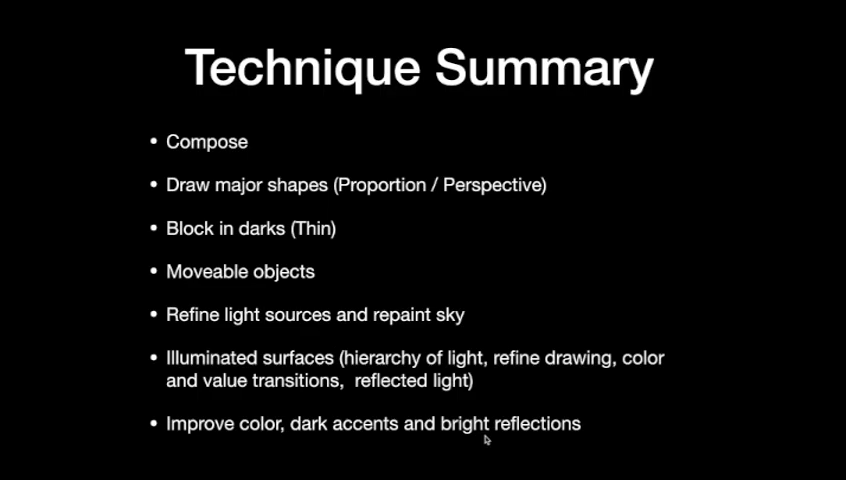 Technique Summary
• Compose
• Draw major shapes (Proportion / Perspective)
• Block in darks (Thin)
• Moveable objects
• Refine light sources and repaint sky
• Illuminated surfaces (hierarchy of light, refine drawing, color
and value transitions,  reflected light)
• Improve color, dark accents and bright reflections